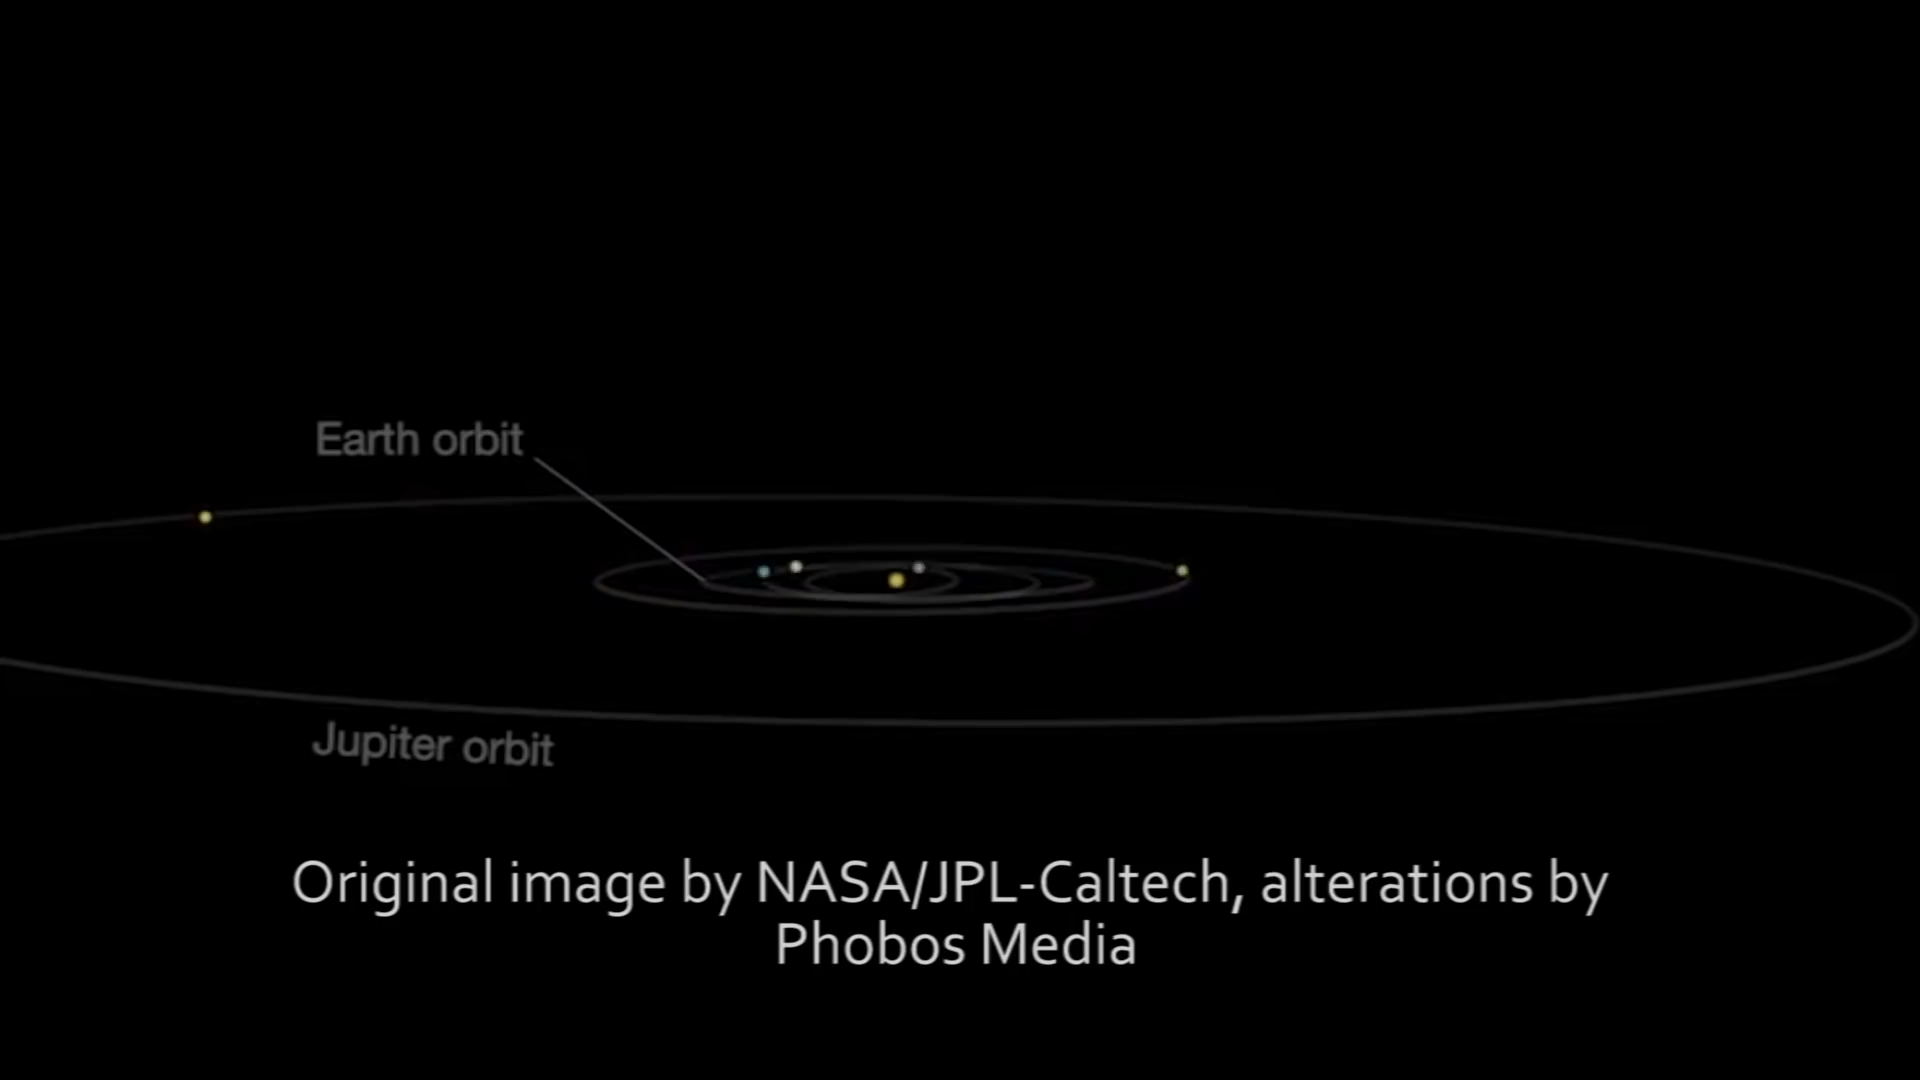 Earth orbit
Jupiter orbit
Original image by NASA/JPL-Caltech, alterations by
Phobos Media